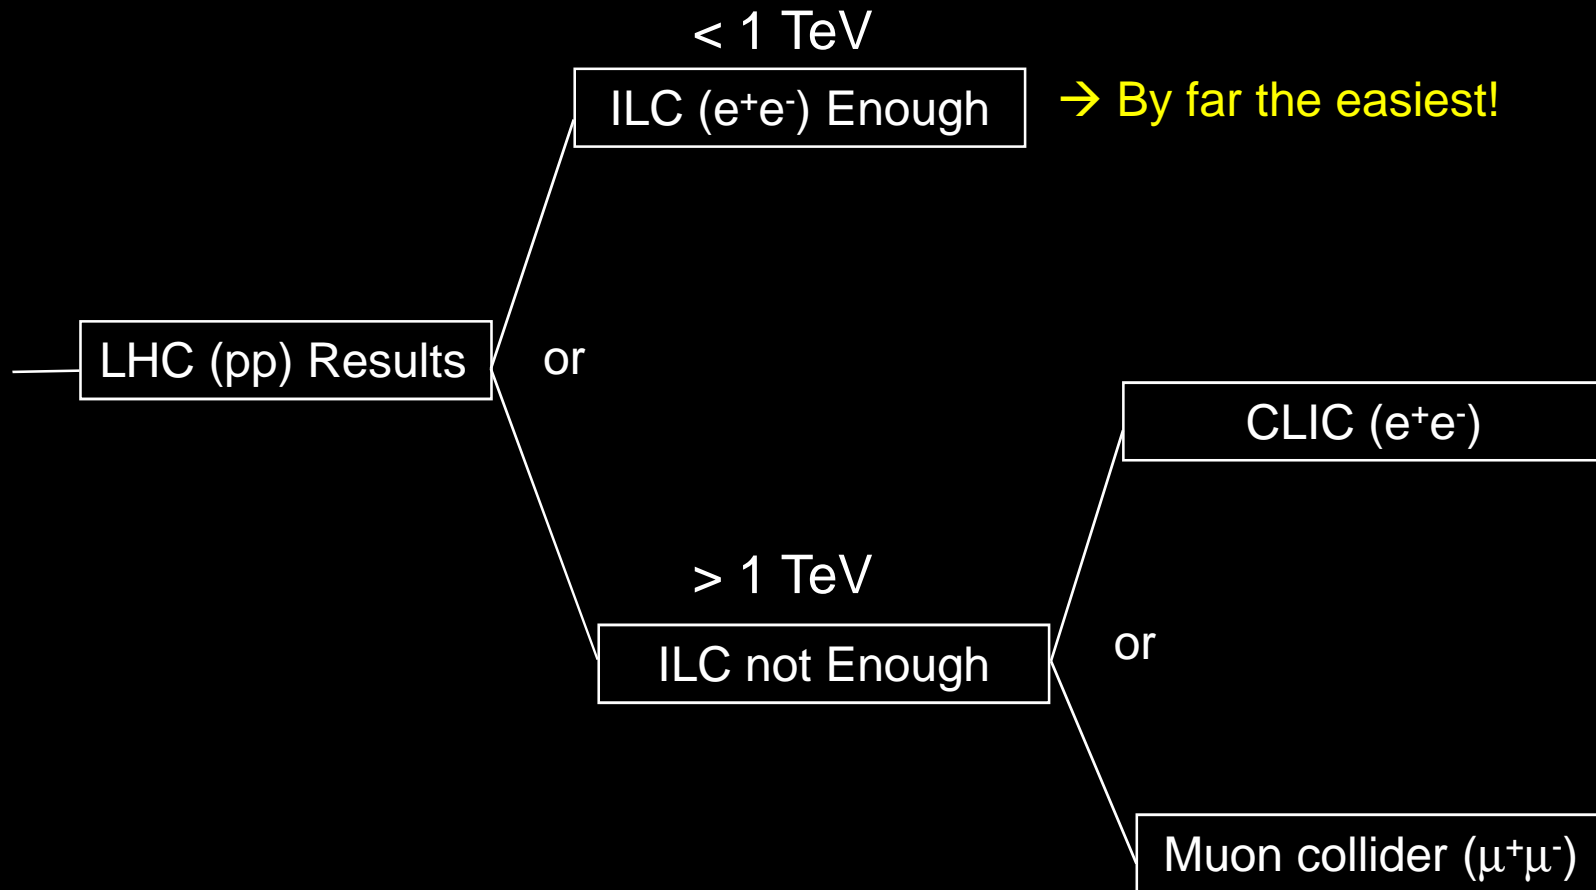 < 1 TeV
ILC (e⁺e⁻) Enough
→ By far the easiest!
LHC (pp) Results
or
CLIC (e⁺e⁻)
> 1 TeV
ILC not Enough
or
Muon collider (μ⁺μ⁻)